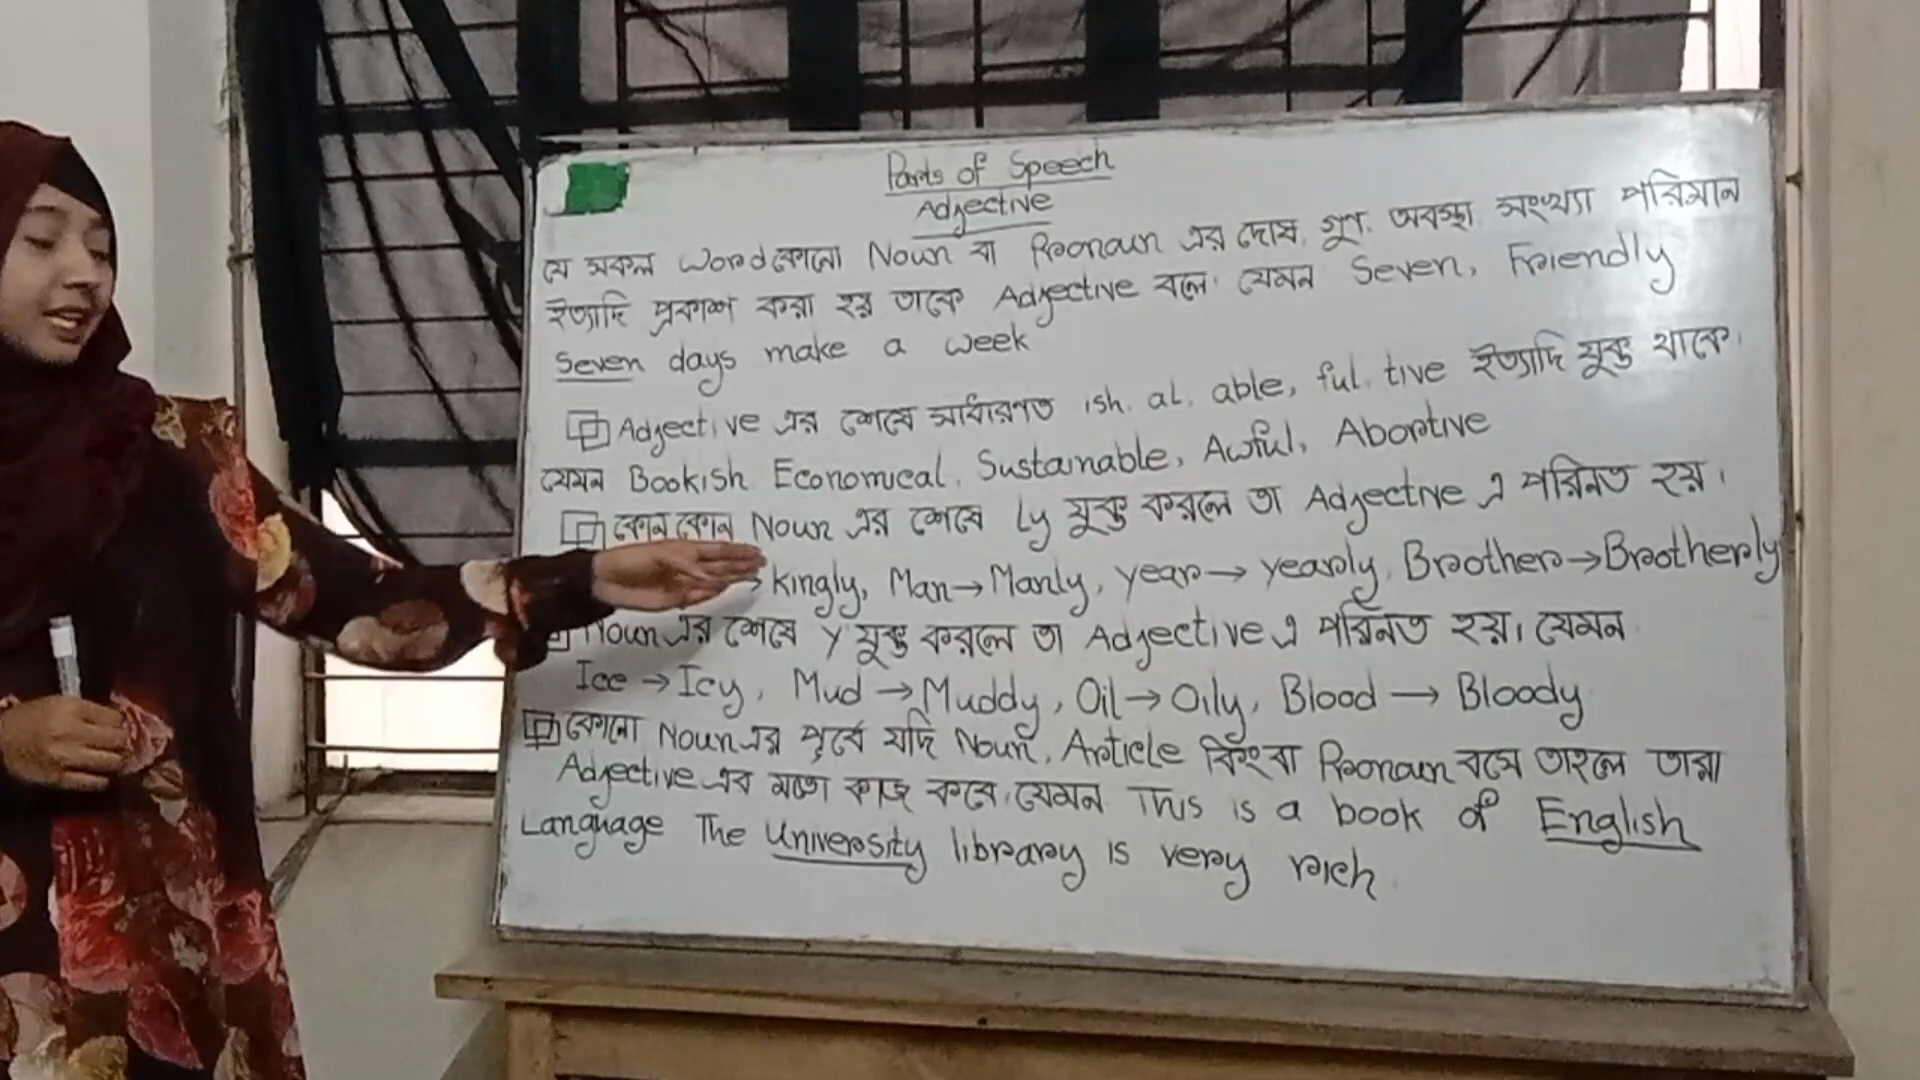 Parts of Speech
Adjective
যে সকল Word কোনো Noun বা Pronoun এর দোষ, গুণ, অবস্থা, সংখ্যা পরিমান
ইত্যাদি প্রকাশ করা হয় তাকে Adjective বলে। যেমন Seven, Friendly
Seven days make a week
Adjective এর শেষে সাধারণত ish, al, able, ful, tive ইত্যাদি যুক্ত থাকে।
যেমন Bookish, Economical, Sustainable, Awful, Abortive
কোন কোন Noun এর শেষে Ly যুক্ত করলে তা Adjective এ পরিনত হয়।
→ kingly, Man → Manly, year → yearly, Brother → Brotherly
Noun এর শেষে y যুক্ত করলে তা Adjective এ পরিনত হয়। যেমন
Ice → Icy, Mud → Muddy, Oil → Oily, Blood → Bloody
কোনো Noun এর পূর্বে যদি Noun, Article কিংবা Pronoun বসে তাহলে তারা
Adjective এর মতো কাজ করে। যেমন This is a book of English
Language The University library is very rich